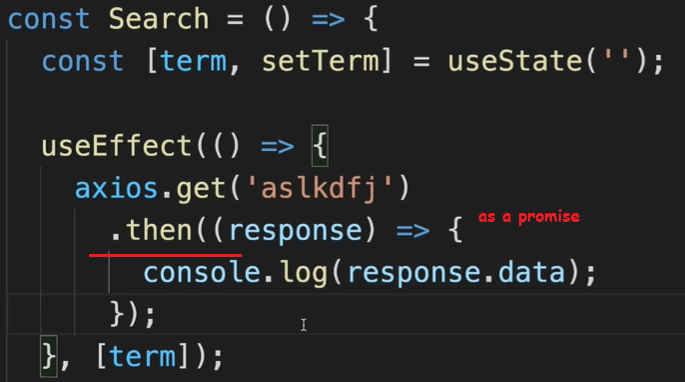 const Search = () => {
const [term, setTerm] = useState('');
useEffect(() => {
axios.get('aslkdfj')
.then((response) => { as a promise
console.log(response.data);
});
}, [term]);